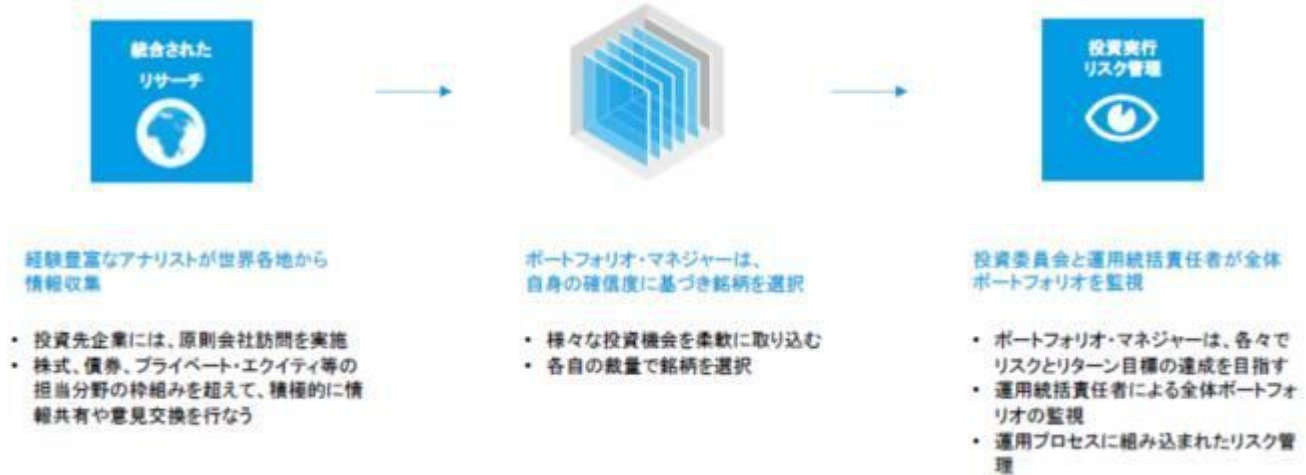 統合された
リサーチ
投資実行
リスク管理
経験豊富なアナリストが世界各地から
情報収集
• 投資先企業には、原則会社訪問を実施
• 株式、債券、プライベート・エクイティ等の
担当分野の枠組みを超えて、積極的に情
報共有や意見交換を行なう
ポートフォリオ・マネジャーは、
自身の確信度に基づき銘柄を選択
• 様々な投資機会を柔軟に取り込む
• 各自の裁量で銘柄を選択
投資委員会と運用統括責任者が全体
ポートフォリオを監視
• ポートフォリオ・マネジャーは、各々で
リスクとリターン目標の達成を目指す
• 運用統括責任者による全体ポートフォ
リオの監視
• 運用プロセスに組み込まれたリスク管
理